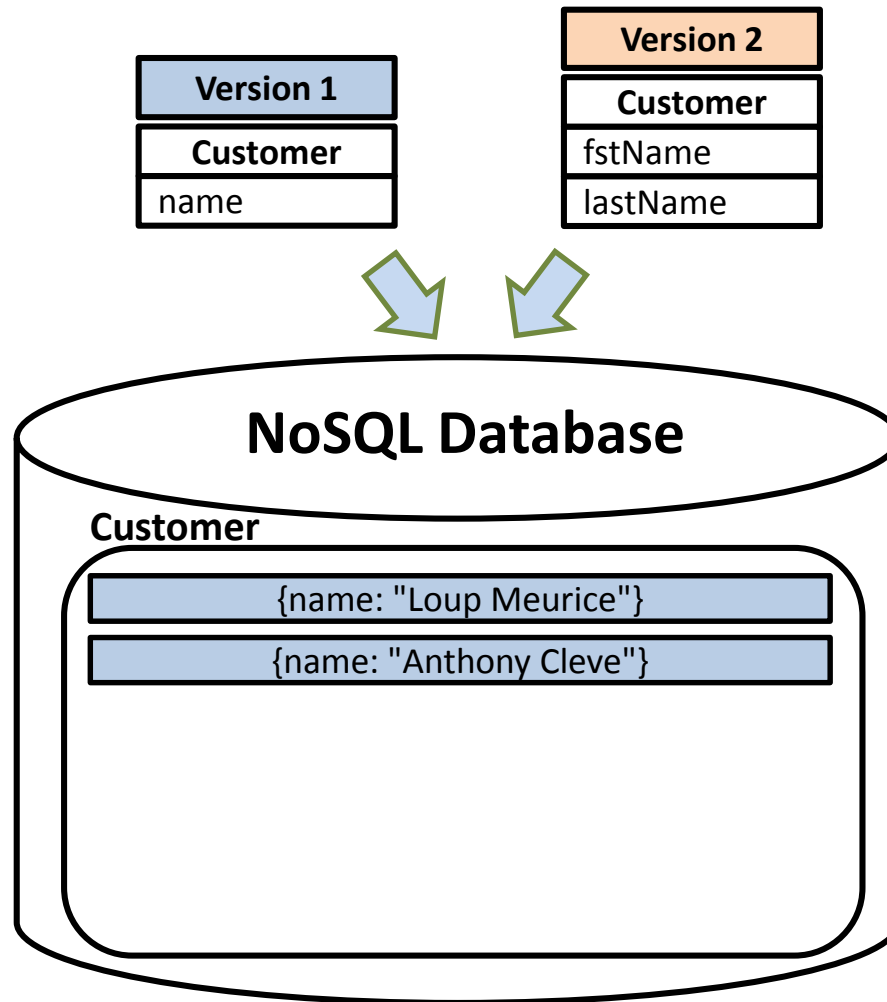 Version 1
Customer
name
Version 2
Customer
fstName
lastName
NoSQL Database
Customer
{name: "Loup Meurice"}
{name: "Anthony Cleve"}